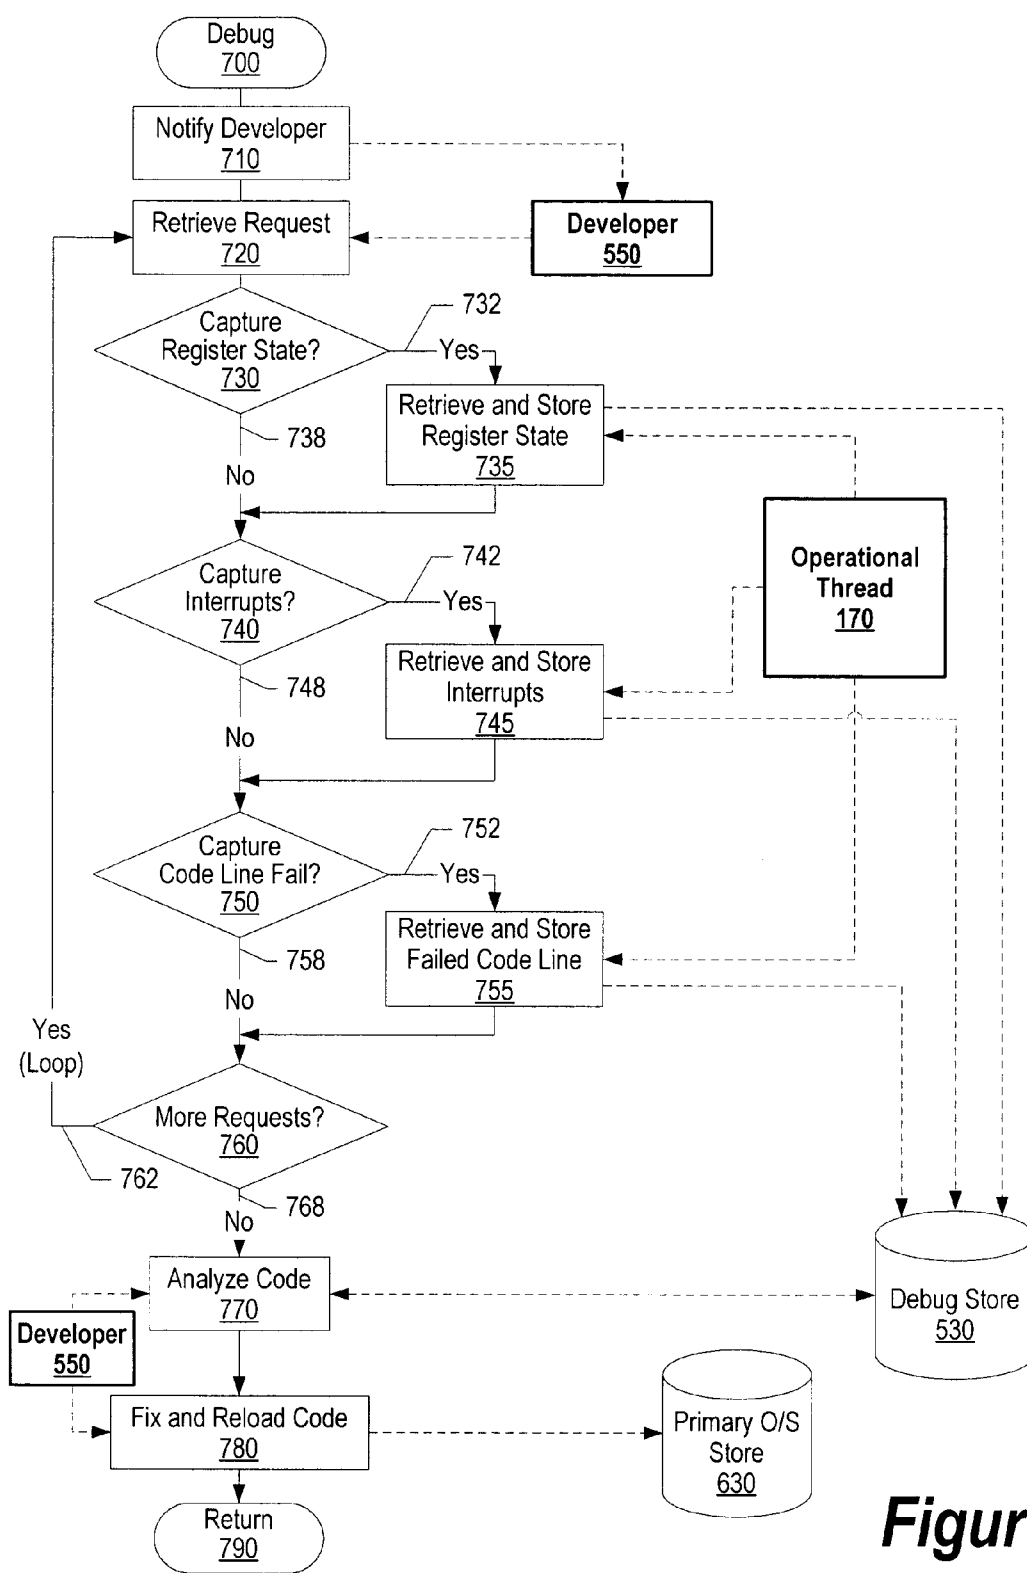 Debug
700
Notify Developer
710
Retrieve Request
720
Developer
550
732
Capture
Register State?
730
Yes
Retrieve and Store
Register State
735
738
No
Operational
Thread
170
742
Capture
Interrupts?
740
Yes
Retrieve and Store
Interrupts
745
748
No
752
Capture
Code Line Fail?
750
Yes
Retrieve and Store
Failed Code Line
755
758
No
Yes
(Loop)
More Requests?
760
762
768
No
Analyze Code
770
Debug Store
530
Developer
550
Fix and Reload Code
780
Primary O/S
Store
630
Return
790
Figur